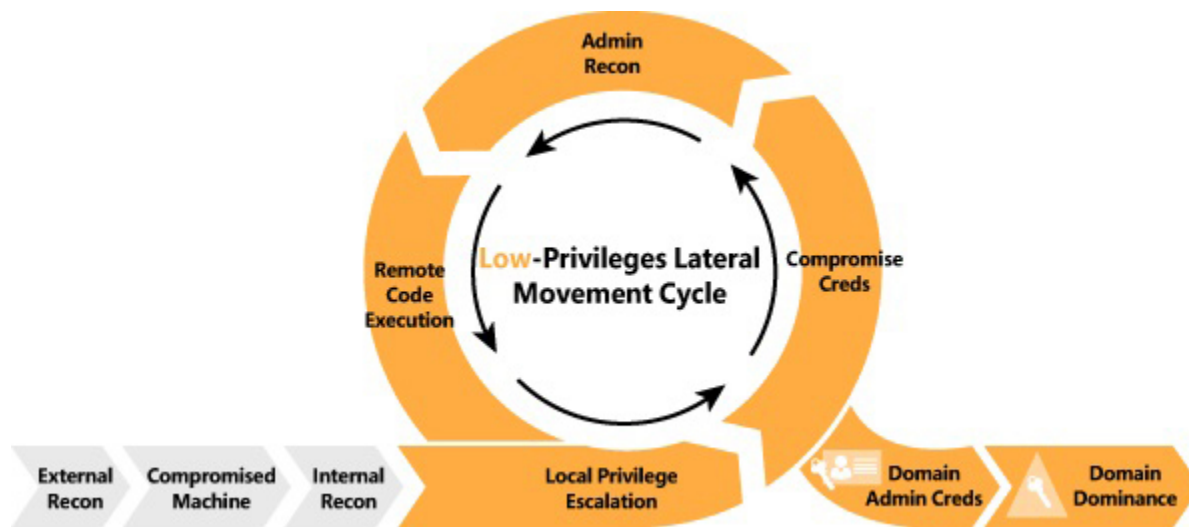 Admin
Recon
Low-Privileges Lateral
Movement Cycle
Compromise
Creds
Remote
Code
Execution
External
Recon
Compromised
Machine
Internal
Recon
Local Privilege
Escalation
Domain
Admin Creds
Domain
Dominance